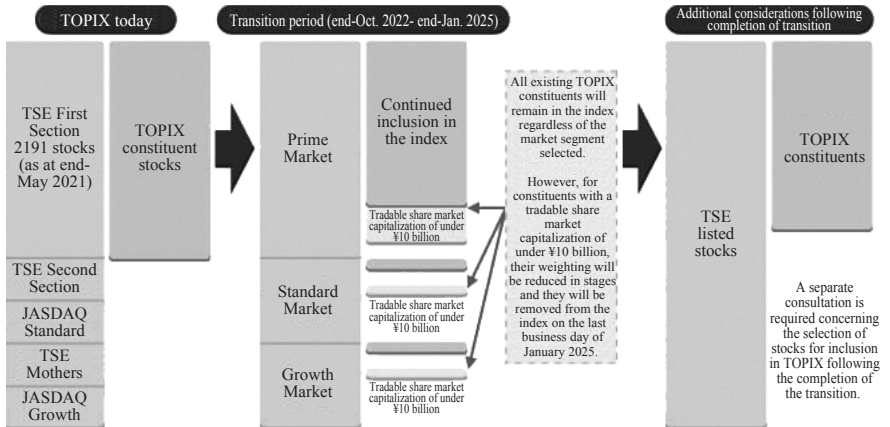 TOPIX today
TSE First
Section
2191 stocks
(as at end-
May 2021)
TSE Second
Section
JASDAQ
Standard
TSE
Mothers
JASDAQ
Growth
TOPIX
constituent
stocks
Transition period (end-Oct. 2022- end-Jan. 2025)
Prime
Market
Standard
Market
Growth
Market
Continued
inclusion in
the index
Tradable share market
capitalization of under
¥10 billion
Tradable share market
capitalization of under
¥10 billion
Tradable share market
capitalization of under
¥10 billion
All existing TOPIX
constituents will
remain in the index
regardless of the
market segment
selected.
However, for
constituents with a
tradable share
market
capitalization of
under ¥10 billion,
their weighting will
be reduced in stages
and they will be
removed from the
index on the last
business day of
January 2025.
Additional considerations following
completion of transition
TSE
listed
stocks
TOPIX
constituents
A separate
consultation is
required concerning
the selection of
stocks for inclusion
in TOPIX following
the completion of
the transition.